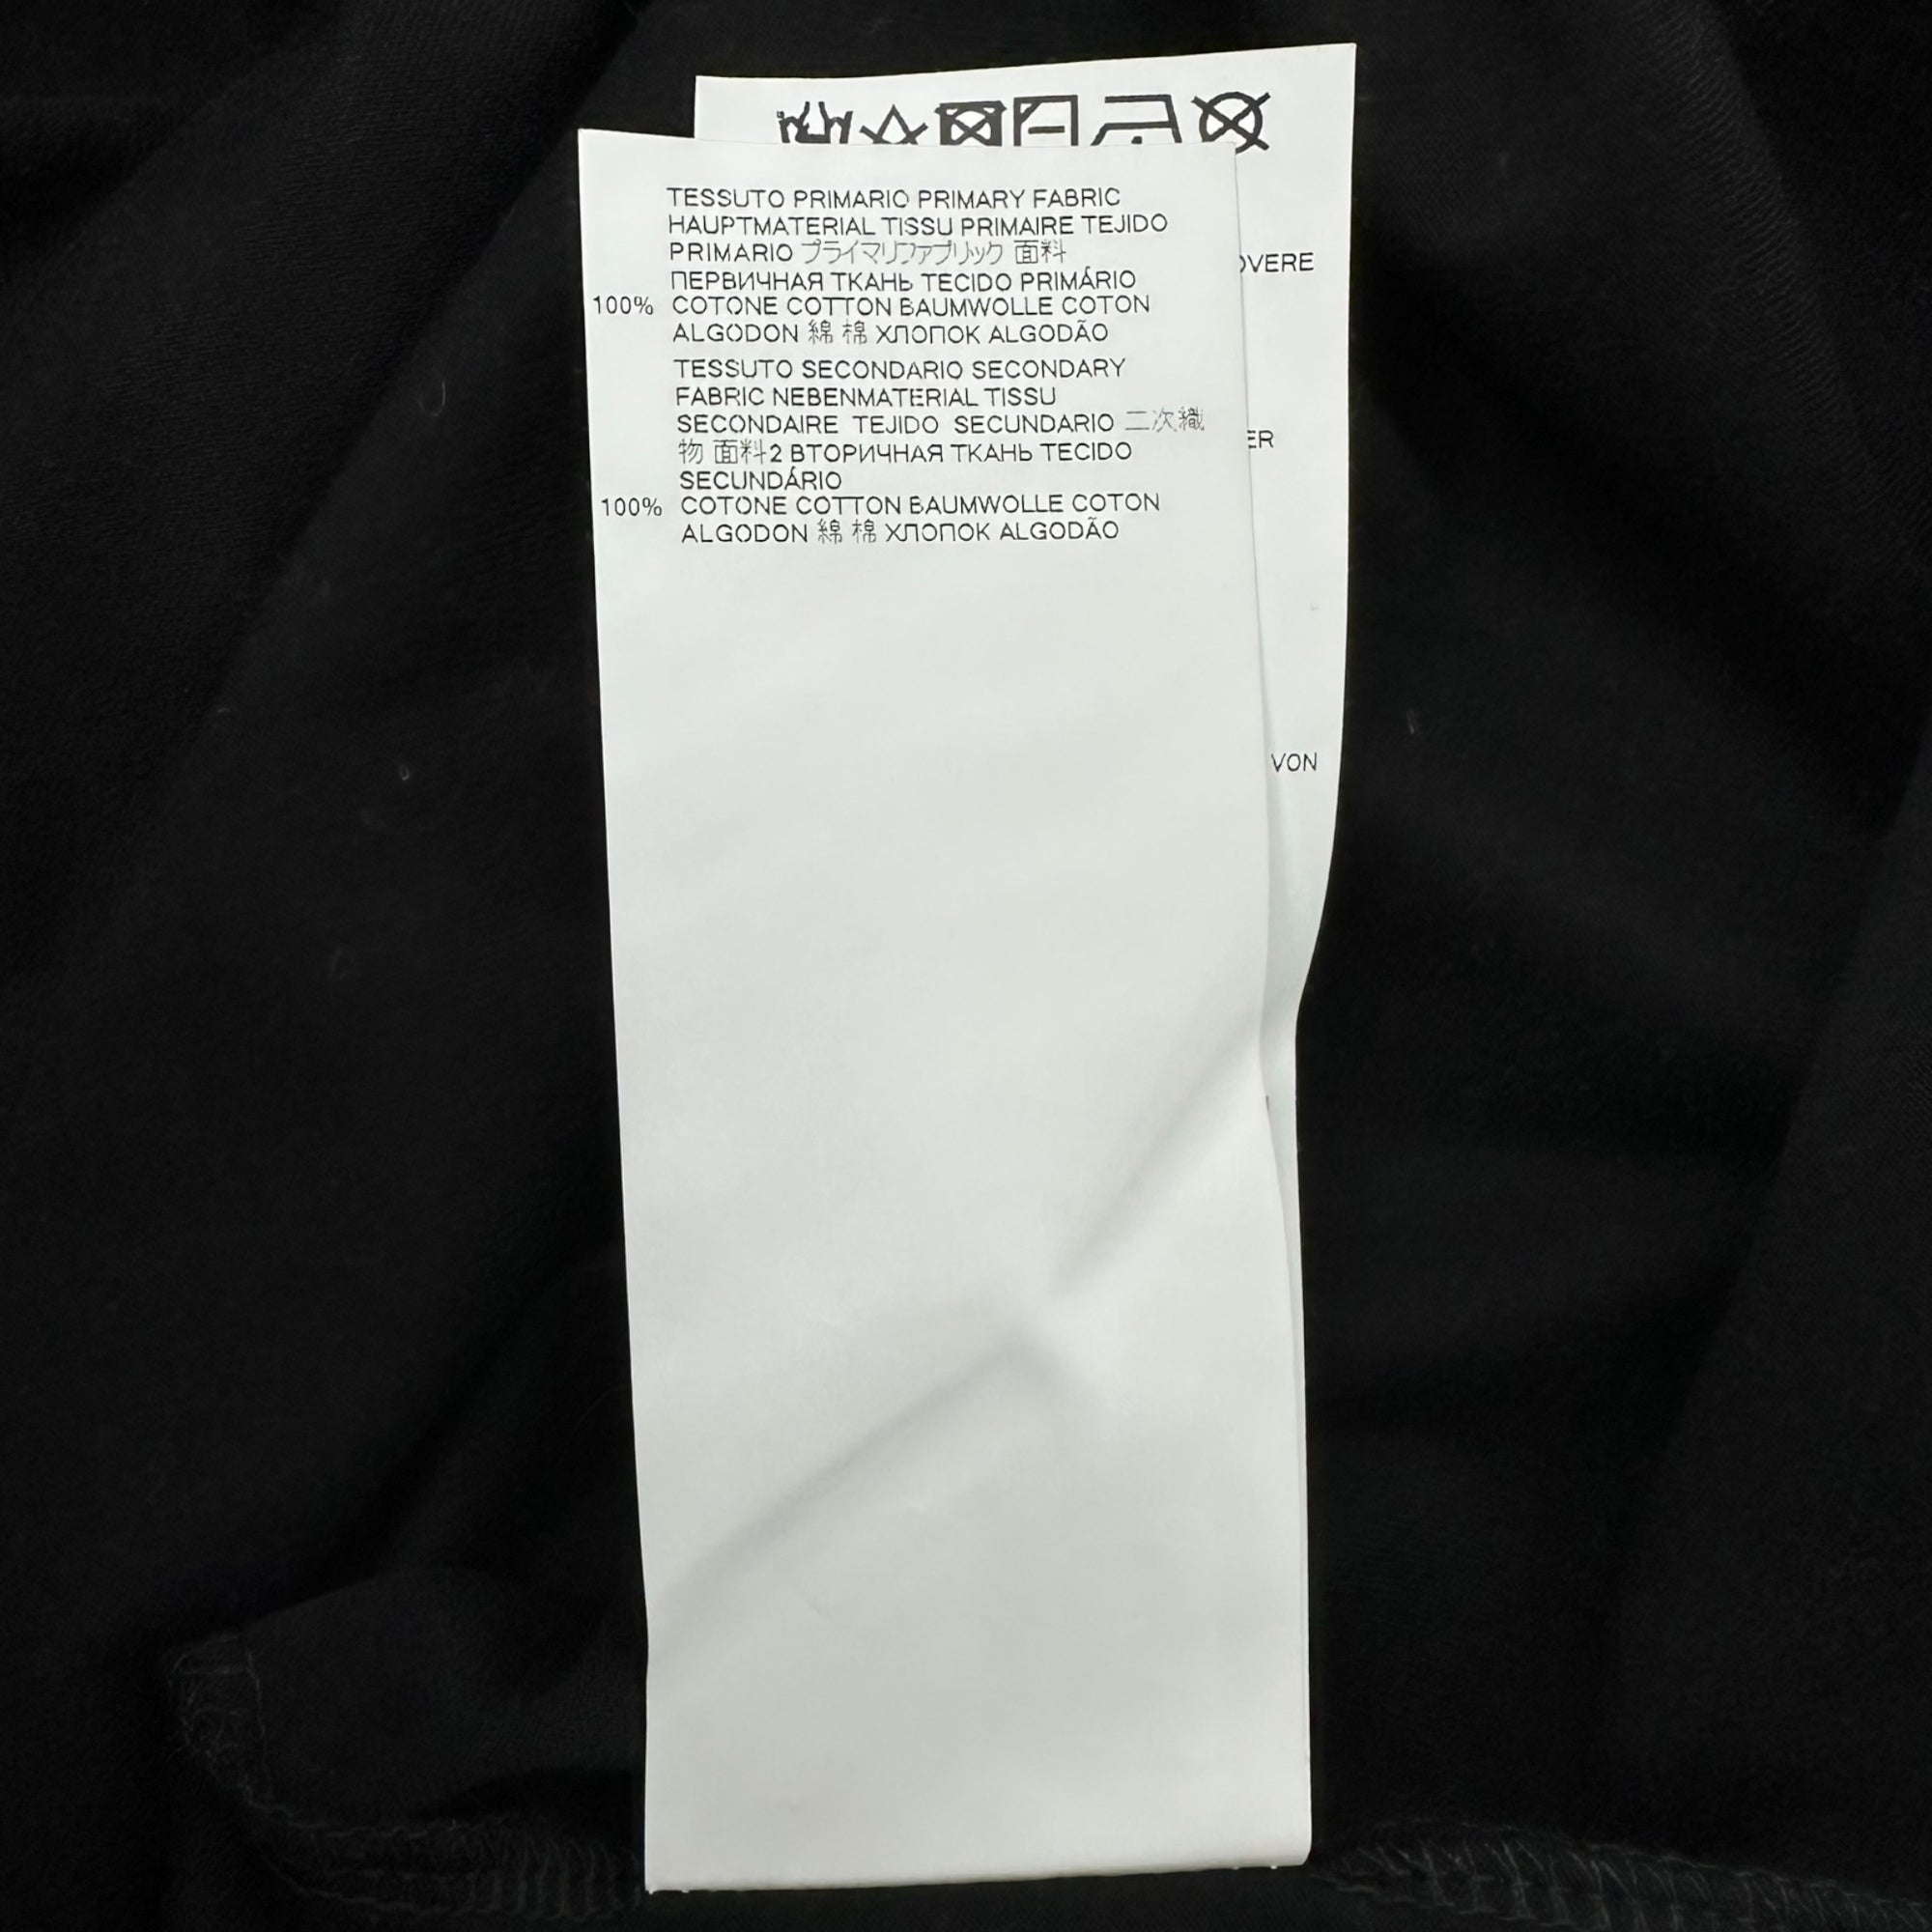 TESSUTO PRIMARIO PRIMARY FABRIC
HAUPTMATERIAL TISSU PRIMAIRE TEJIDO
PRIMARIO プライマリファブリック 面料
ПЕРВИЧНАЯ ТКАНЬ TECIDO PRIMÁRIO
100% COTONE COTTON BAUMWOLLE COTON
ALGODON 綿 棉 ХЛОПОК ALGODÃO
TESSUTO SECONDARIO SECONDARY
FABRIC NEBENMATERIAL TISSU
SECONDAIRE TEJIDO SECUNDARIO 二次織
物 面料2 ВТОРИЧНАЯ ТКАНЬ TECIDO
SECUNDÁRIO
100% COTONE COTTON BAUMWOLLE COTON
ALGODON 綿 棉 ХЛОПОК ALGODÃO
OVERE
ER
VON